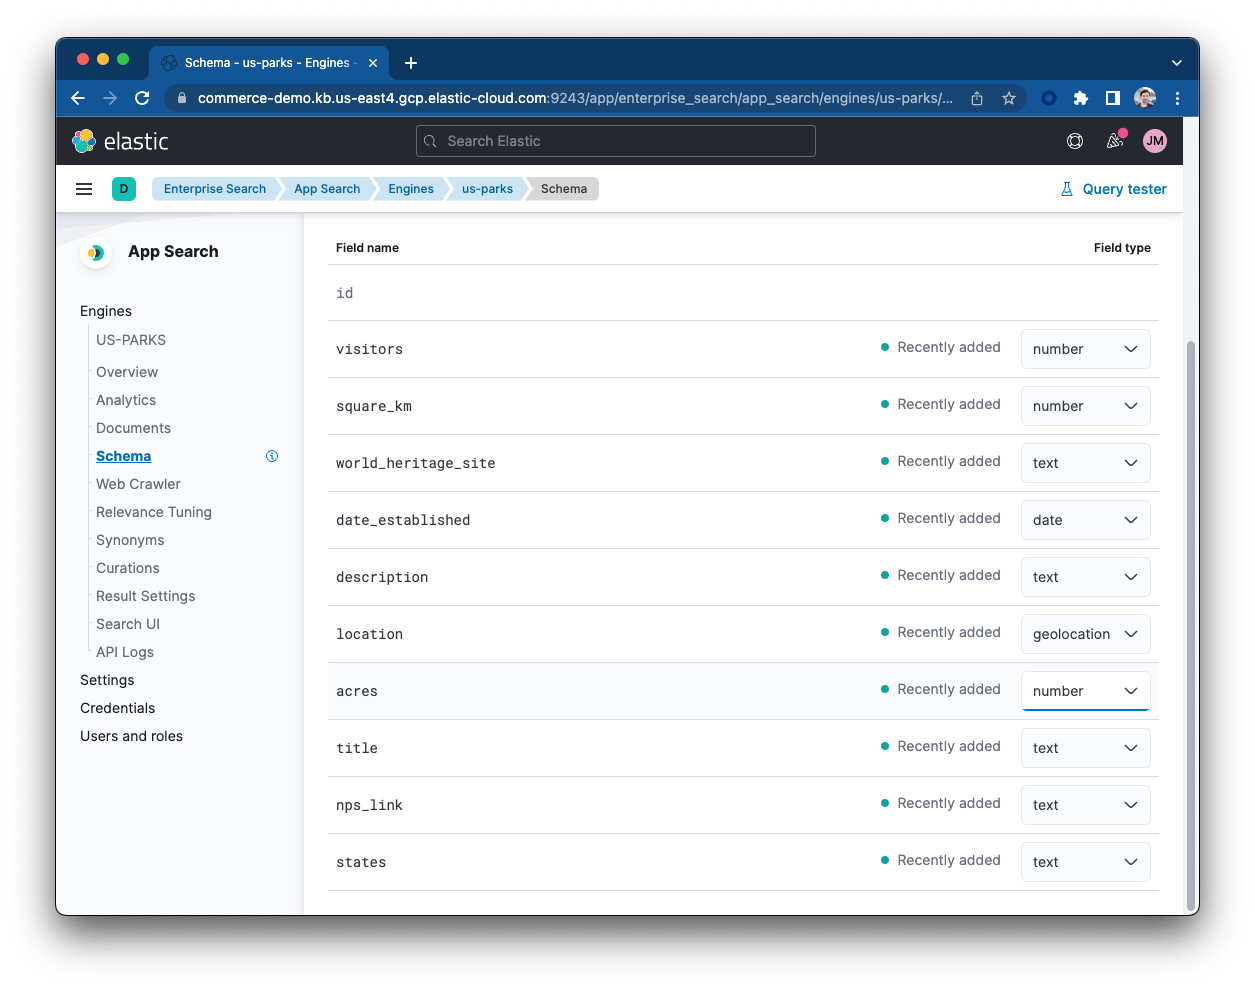 Schema - us-parks - Engines -
commerce-demo.kb.us-east4.gcp.elastic-cloud.com:9243/app/enterprise_search/app_search/engines/us-parks/...
elastic
Search Elastic
JM
D
Enterprise Search
App Search
Engines
us-parks
Schema
Query tester
App Search
Engines
US-PARKS
Overview
Analytics
Documents
Schema
Web Crawler
Relevance Tuning
Synonyms
Curations
Result Settings
Search UI
API Logs
Settings
Credentials
Users and roles
Field name Field type
id
visitors Recently added number
square_km Recently added number
world_heritage_site Recently added text
date_established Recently added date
description Recently added text
location Recently added geolocation
acres Recently added number
title Recently added text
nps_link Recently added text
states Recently added text